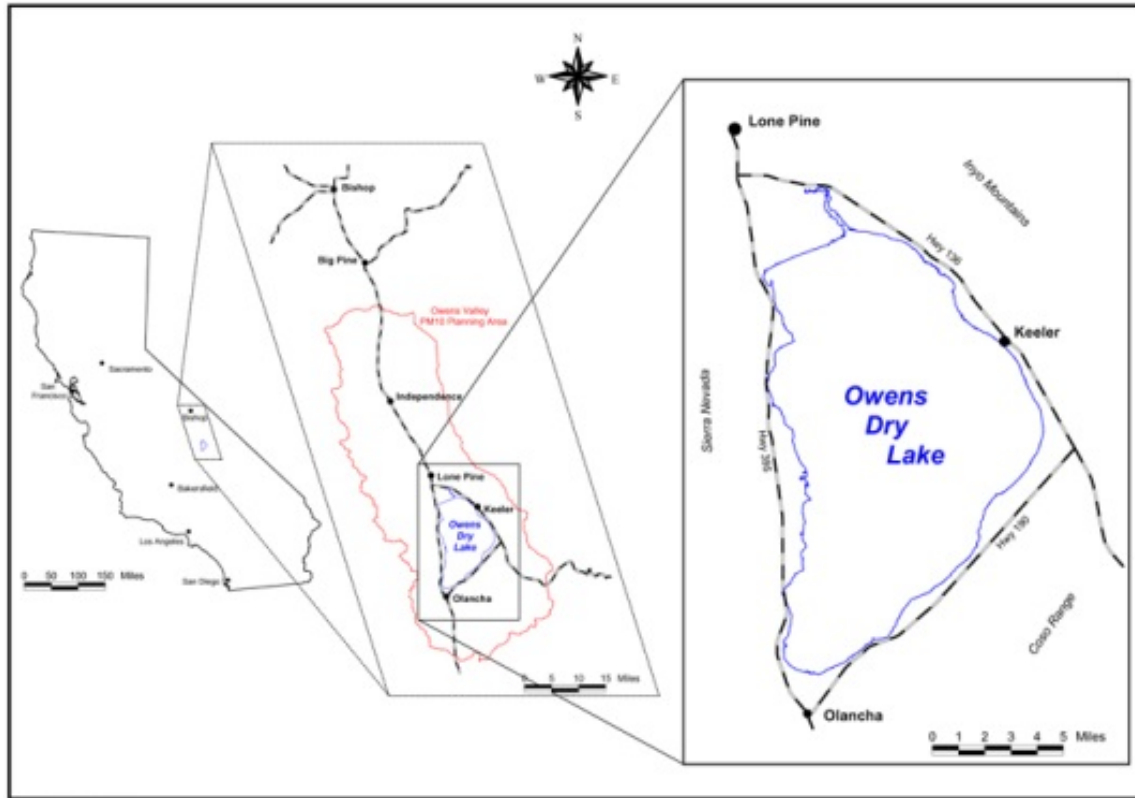 N
W E
S
Sacramento
San
Francisco
Bishop
Bakersfield
Los Angeles
San Diego
0 50 100 150 Miles
Bishop
Big Pine
Owens Valley
PM10 Planning Area
Independence
Lone Pine
Keeler
Owens
Dry
Lake
Olancha
0 5 10 15
Miles
Lone Pine
Inyo Mountains
Hwy 136
Keeler
Sierra Nevada
Hwy 395
Owens
Dry
Lake
Hwy 190
Coso Range
Olancha
0 1 2 3 4 5 Miles